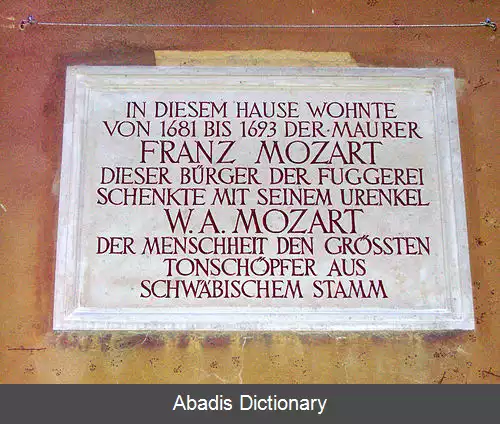 IN DIESEM HAUSE WOHNTE
VON 1681 BIS 1693 DER·MAURER
FRANZ MOZART
DIESER BŰRGER DER FUGGEREI
SCHENKTE MIT SEINEM URENKEL
W.A. MOZART
DER MENSCHHEIT DEN GRÖSSTEN
TONSCHÖPFER AUS
SCHWÄBISCHEM STAMM
Abadis Dictionary